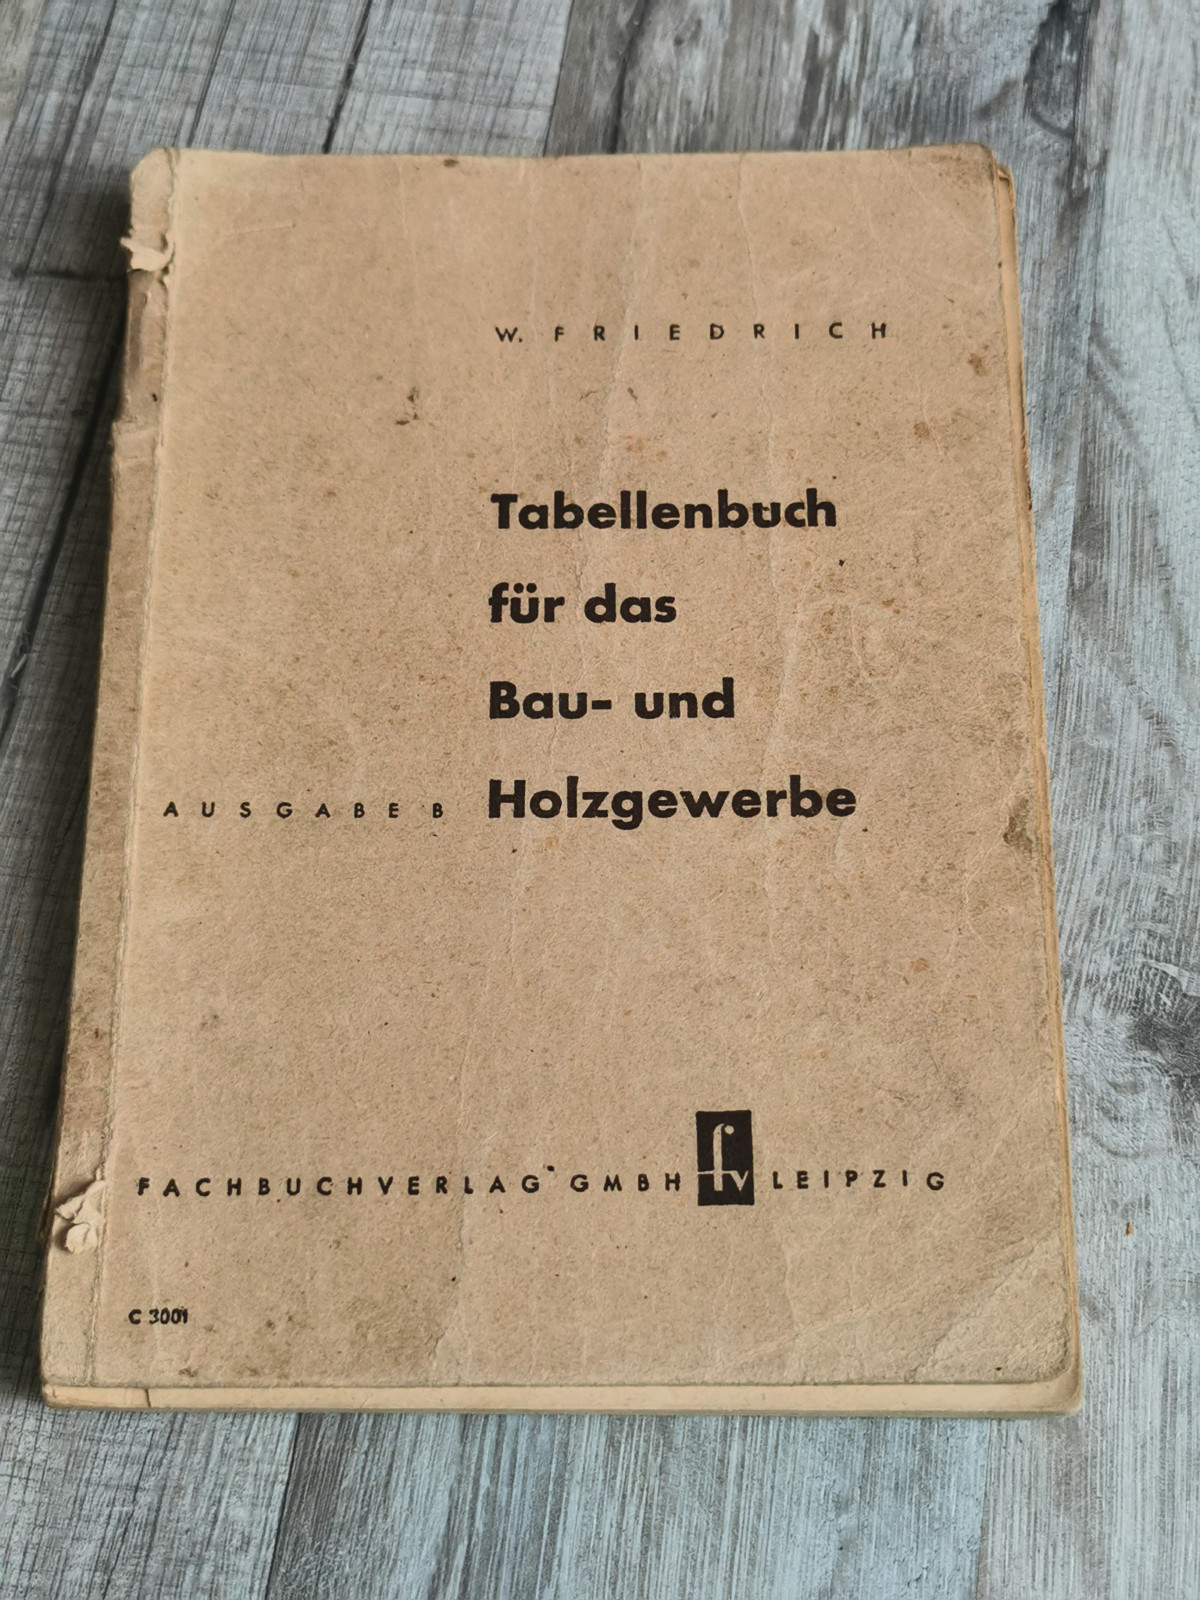 W. FRIEDRICH
Tabellenbuch
für das
Bau- und
AUSGABE B Holzgewerbe
FACHBUCHVERLAG GMBH fv LEIPZIG
C 3001